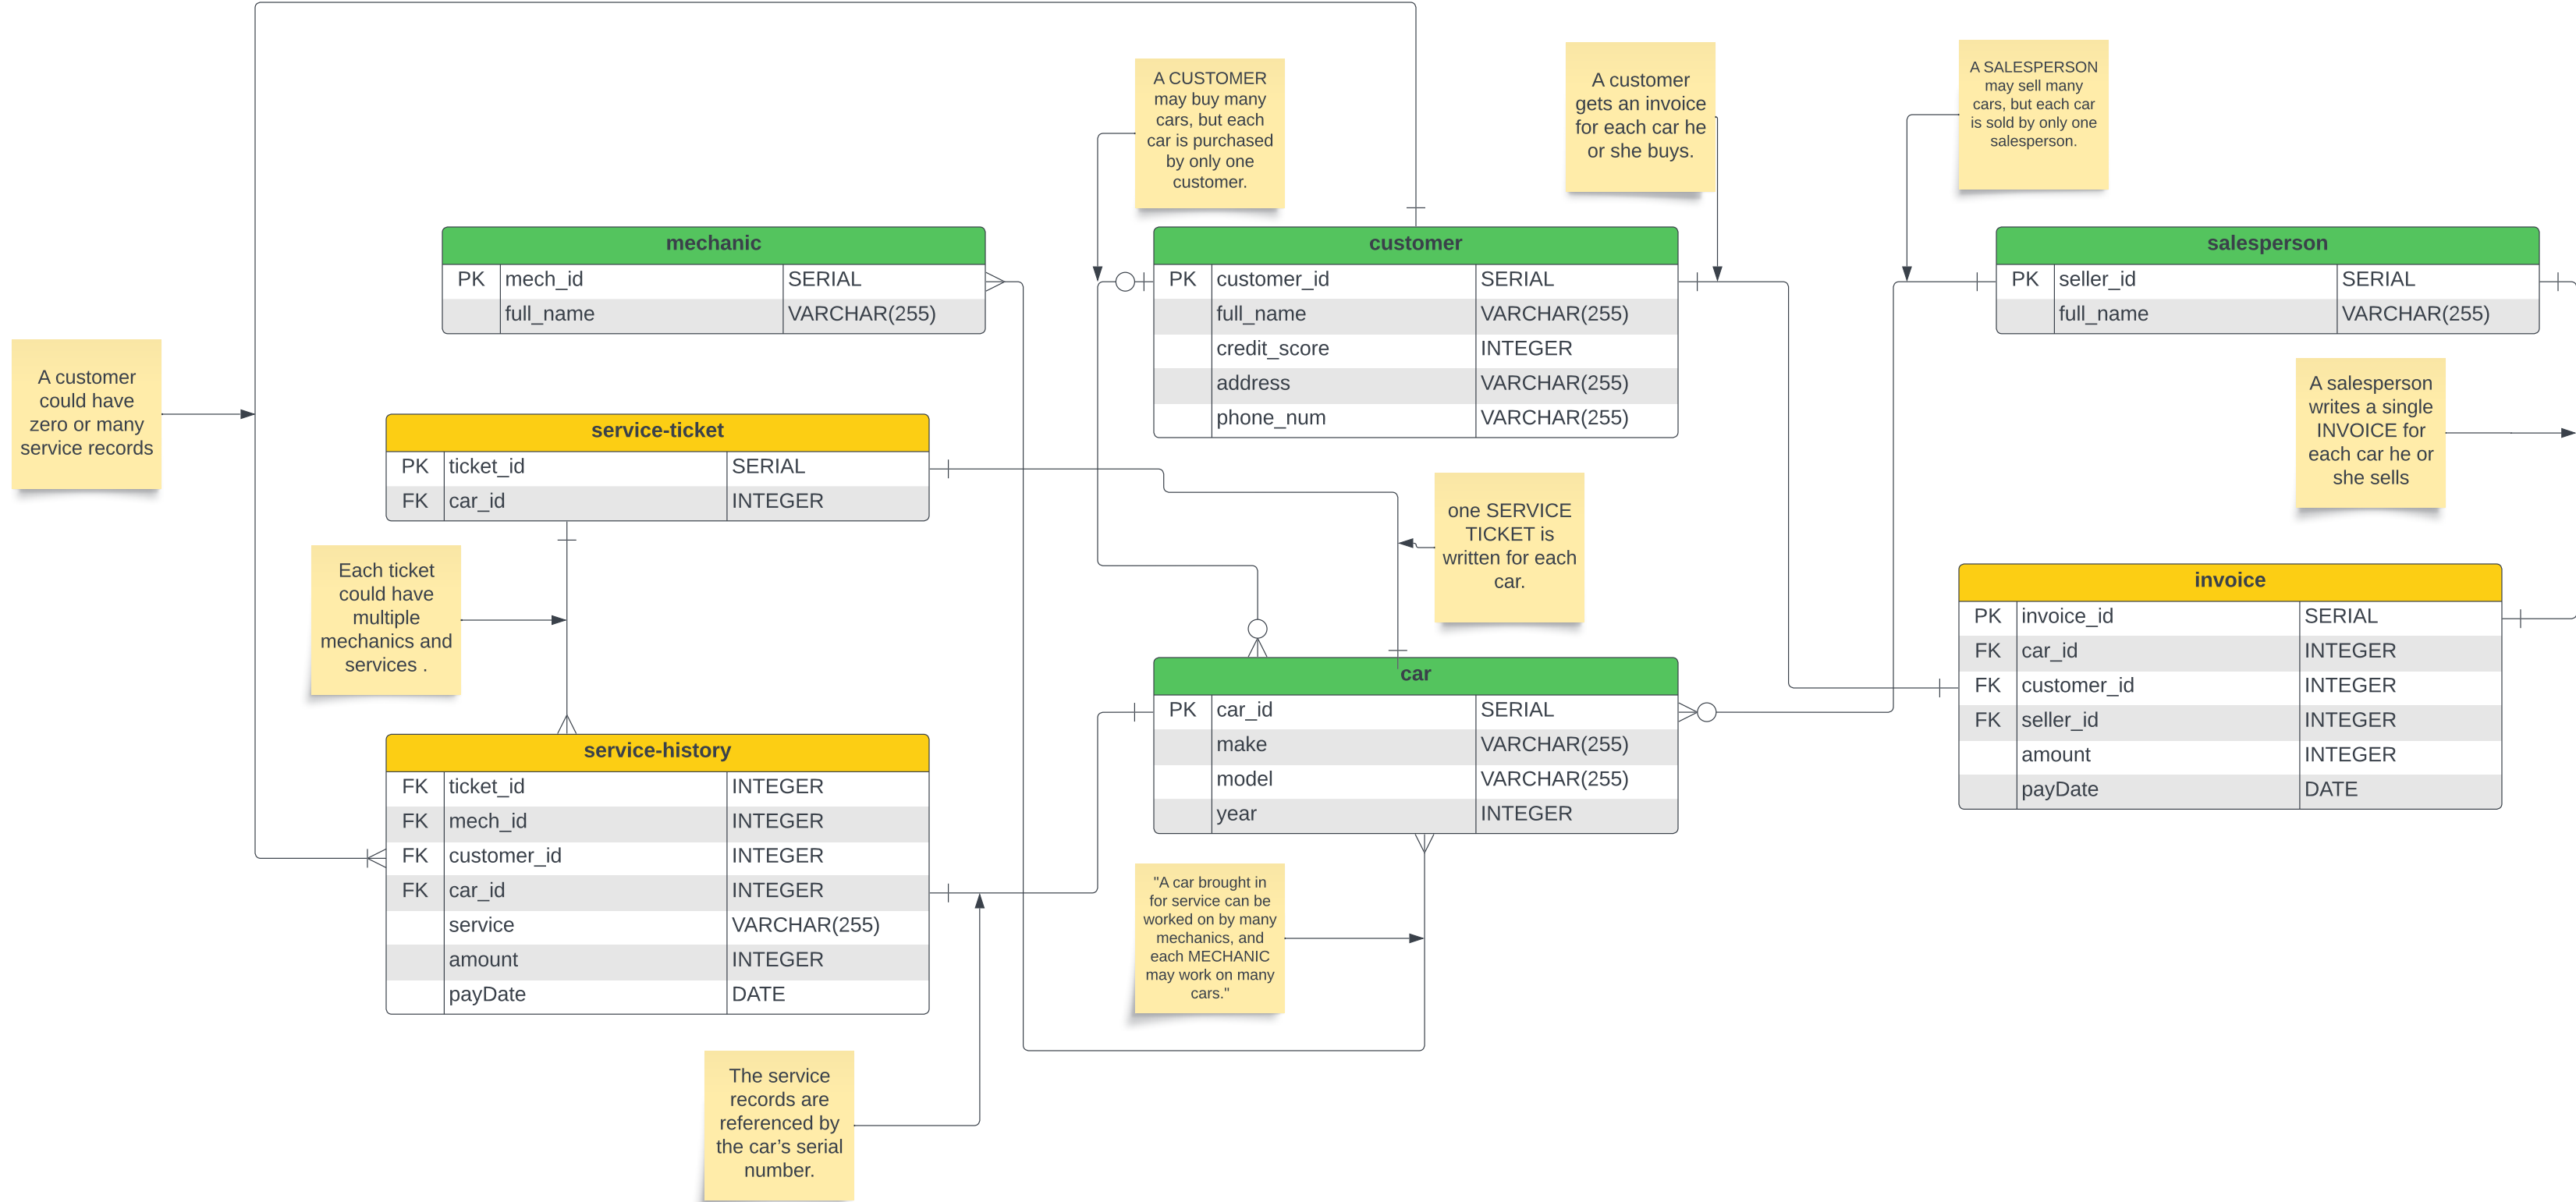 A CUSTOMER
may buy many
cars, but each
car is purchased
by only one
customer.
A customer
gets an invoice
for each car he
or she buys.
A SALESPERSON
may sell many
cars, but each car
is sold by only one
salesperson.
mechanic
PK mech_id SERIAL
full_name VARCHAR(255)
customer
PK customer_id SERIAL
full_name VARCHAR(255)
credit_score INTEGER
address VARCHAR(255)
phone_num VARCHAR(255)
salesperson
PK seller_id SERIAL
full_name VARCHAR(255)
A customer
could have
zero or many
service records
A salesperson
writes a single
INVOICE for
each car he or
she sells
service-ticket
PK ticket_id SERIAL
FK car_id INTEGER
one SERVICE
TICKET is
written for each
car.
Each ticket
could have
multiple
mechanics and
services .
invoice
PK invoice_id SERIAL
FK car_id INTEGER
FK customer_id INTEGER
FK seller_id INTEGER
amount INTEGER
payDate DATE
car
PK car_id SERIAL
make VARCHAR(255)
model VARCHAR(255)
year INTEGER
service-history
FK ticket_id INTEGER
FK mech_id INTEGER
FK customer_id INTEGER
FK car_id INTEGER
service VARCHAR(255)
amount INTEGER
payDate DATE
"A car brought in
for service can be
worked on by many
mechanics, and
each MECHANIC
may work on many
cars."
The service
records are
referenced by
the car’s serial
number.